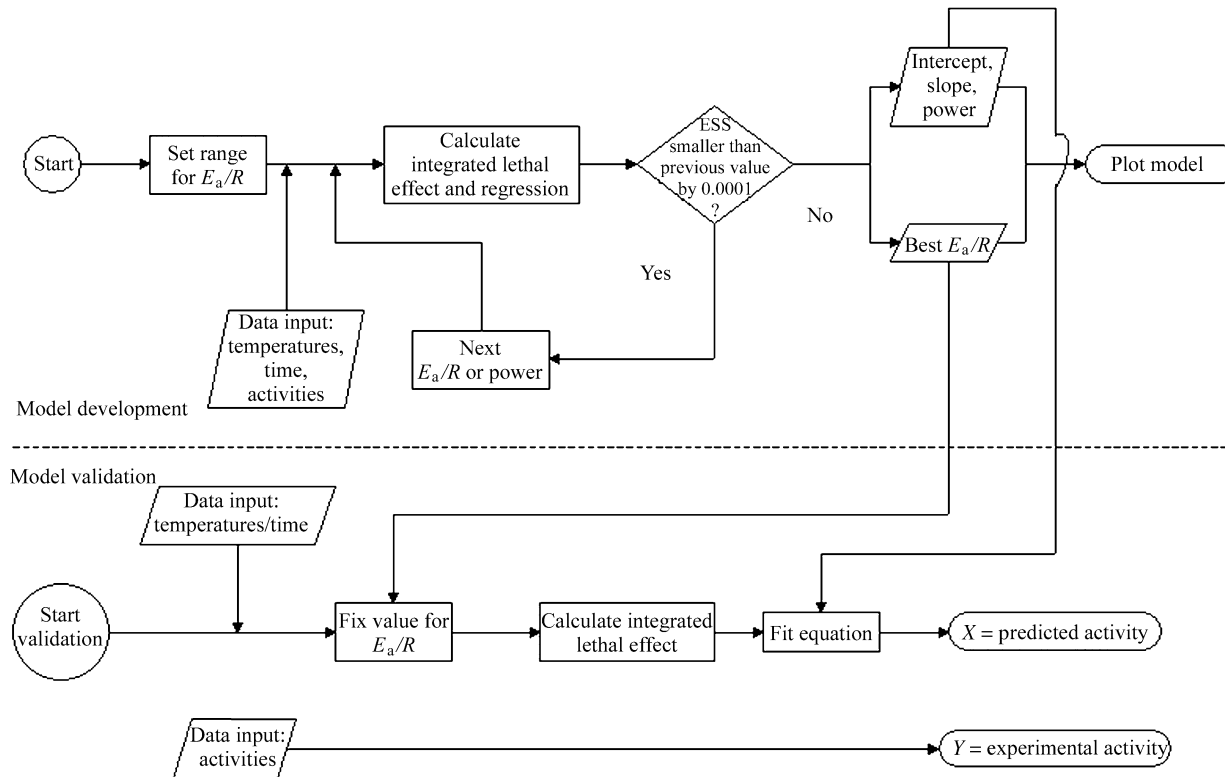 Start
Set range
for Eₐ/R
Calculate
integrated lethal
effect and regression
ESS
smaller than
previous value
by 0.0001
?
No
Yes
Intercept,
slope,
power
Best Eₐ/R
Plot model
Data input:
temperatures,
time,
activities
Next
Eₐ/R or power
Model development
Model validation
Data input:
temperatures/time
Start
validation
Fix value for
Eₐ/R
Calculate integrated
lethal effect
Fit equation
X = predicted activity
Data input:
activities
Y = experimental activity